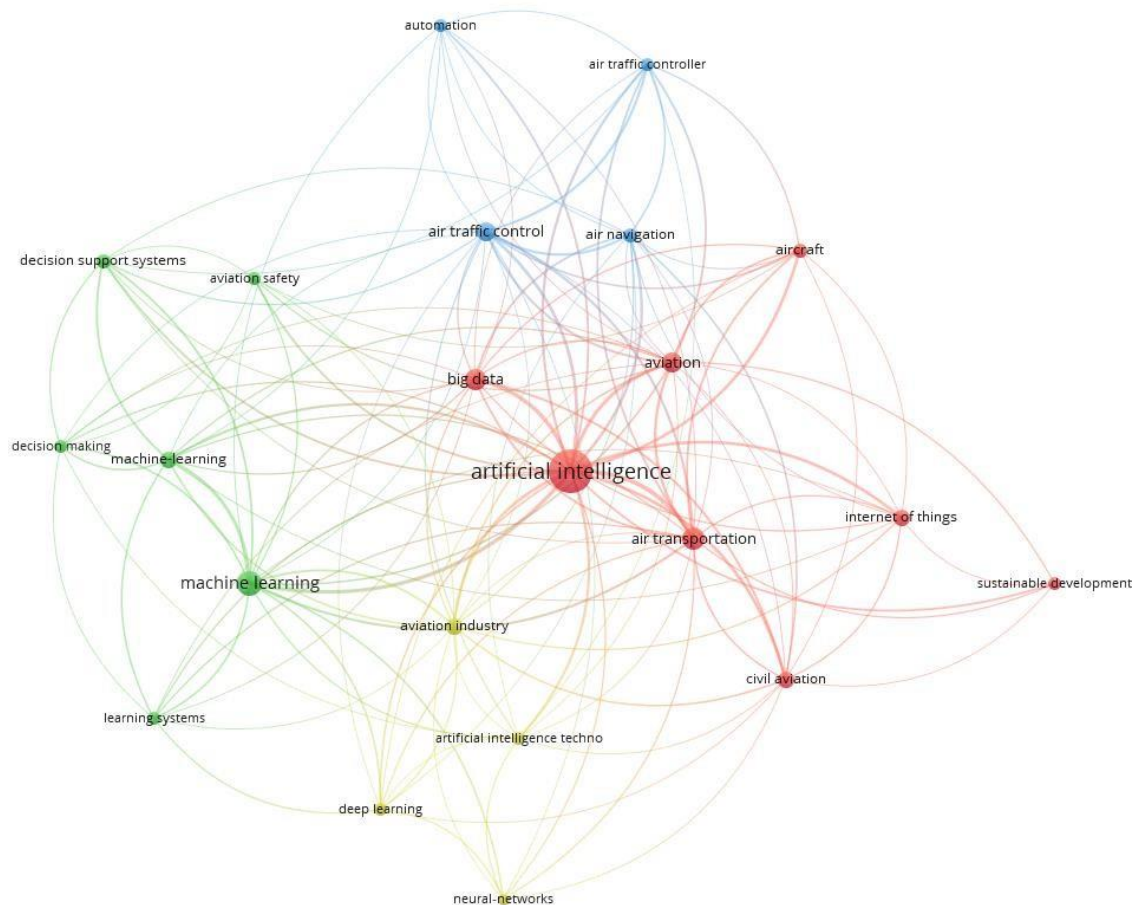 automation
air traffic controller
air traffic control
air navigation
aircraft
decision support systems
aviation safety
aviation
big data
decision making
machine-learning
artificial intelligence
internet of things
air transportation
machine learning
sustainable development
aviation industry
civil aviation
learning systems
artificial intelligence techno
deep learning
neural-networks